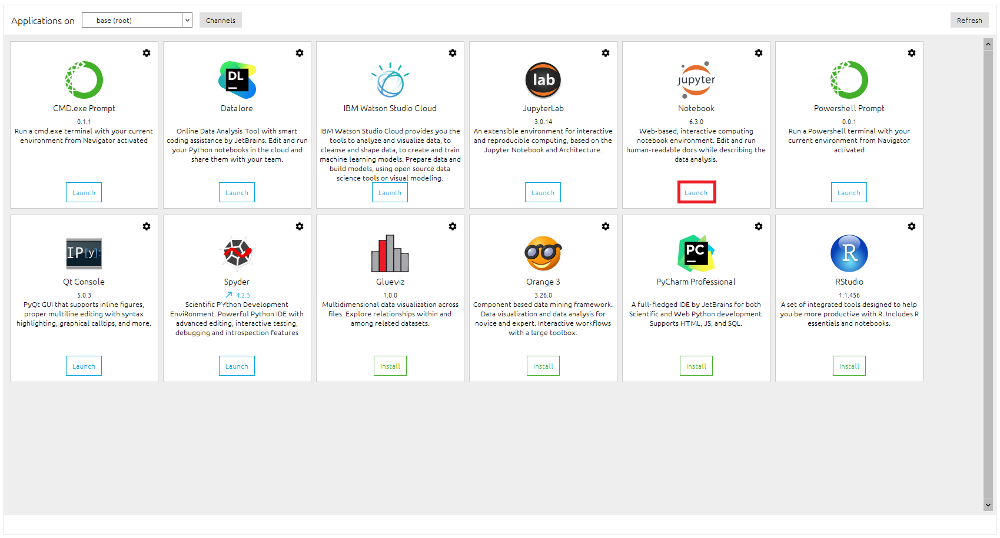 Applications on
base (root)
Channels
Refresh
CMD.exe Prompt
0.1.1
Run a cmd.exe terminal with your current
environment from Navigator activated
Launch
DL
Datalore
Online Data Analysis Tool with smart
coding assistance by JetBrains. Edit and run
your Python notebooks in the cloud and
share them with your team.
Launch
IBM Watson Studio Cloud
IBM Watson Studio Cloud provides you the
tools to analyze and visualize data, to
cleanse and shape data, to create and train
machine learning models. Prepare data and
build models, using open source data
science tools or visual modeling.
Launch
lab
JupyterLab
3.0.14
An extensible environment for interactive
and reproducible computing, based on the
Jupyter Notebook and Architecture.
Launch
jupyter
Notebook
6.3.0
Web-based, interactive computing
notebook environment. Edit and run
human-readable docs while describing the
data analysis.
Launch
Powershell Prompt
0.0.1
Run a Powershell terminal with your
current environment from Navigator
activated
Launch
IP[y]:
Qt Console
5.0.3
PyQt GUI that supports inline figures,
proper multiline editing with syntax
highlighting, graphical calltips, and more.
Launch
Spyder
4.2.5
Scientific PYthon Development
EnviRonment. Powerful Python IDE with
advanced editing, interactive testing,
debugging and introspection features
Launch
Glueviz
1.0.0
Multidimensional data visualization across
files. Explore relationships within and
among related datasets.
Install
Orange 3
3.26.0
Component based data mining framework.
Data visualization and data analysis for
novice and expert. Interactive workflows
with a large toolbox.
Install
PC
PyCharm Professional
A full-fledged IDE by JetBrains for both
Scientific and Web Python development.
Supports HTML, JS, and SQL.
Install
R
RStudio
1.1.456
A set of integrated tools designed to help
you be more productive with R. Includes R
essentials and notebooks.
Install